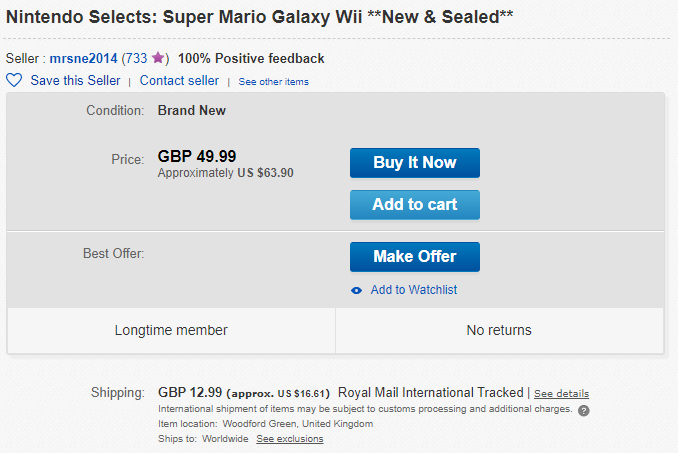 Nintendo Selects: Super Mario Galaxy Wii **New & Sealed**
Seller : mrsne2014 (733 ★) 100% Positive feedback
Save this Seller | Contact seller | See other items
Condition: Brand New
Price: GBP 49.99
Approximately US $63.90
Buy It Now
Add to cart
Best Offer:
Make Offer
Add to Watchlist
Longtime member
No returns
Shipping: GBP 12.99 (approx. US $16.61) Royal Mail International Tracked | See details
International shipment of items may be subject to customs processing and additional charges. ?
Item location: Woodford Green, United Kingdom
Ships to: Worldwide See exclusions